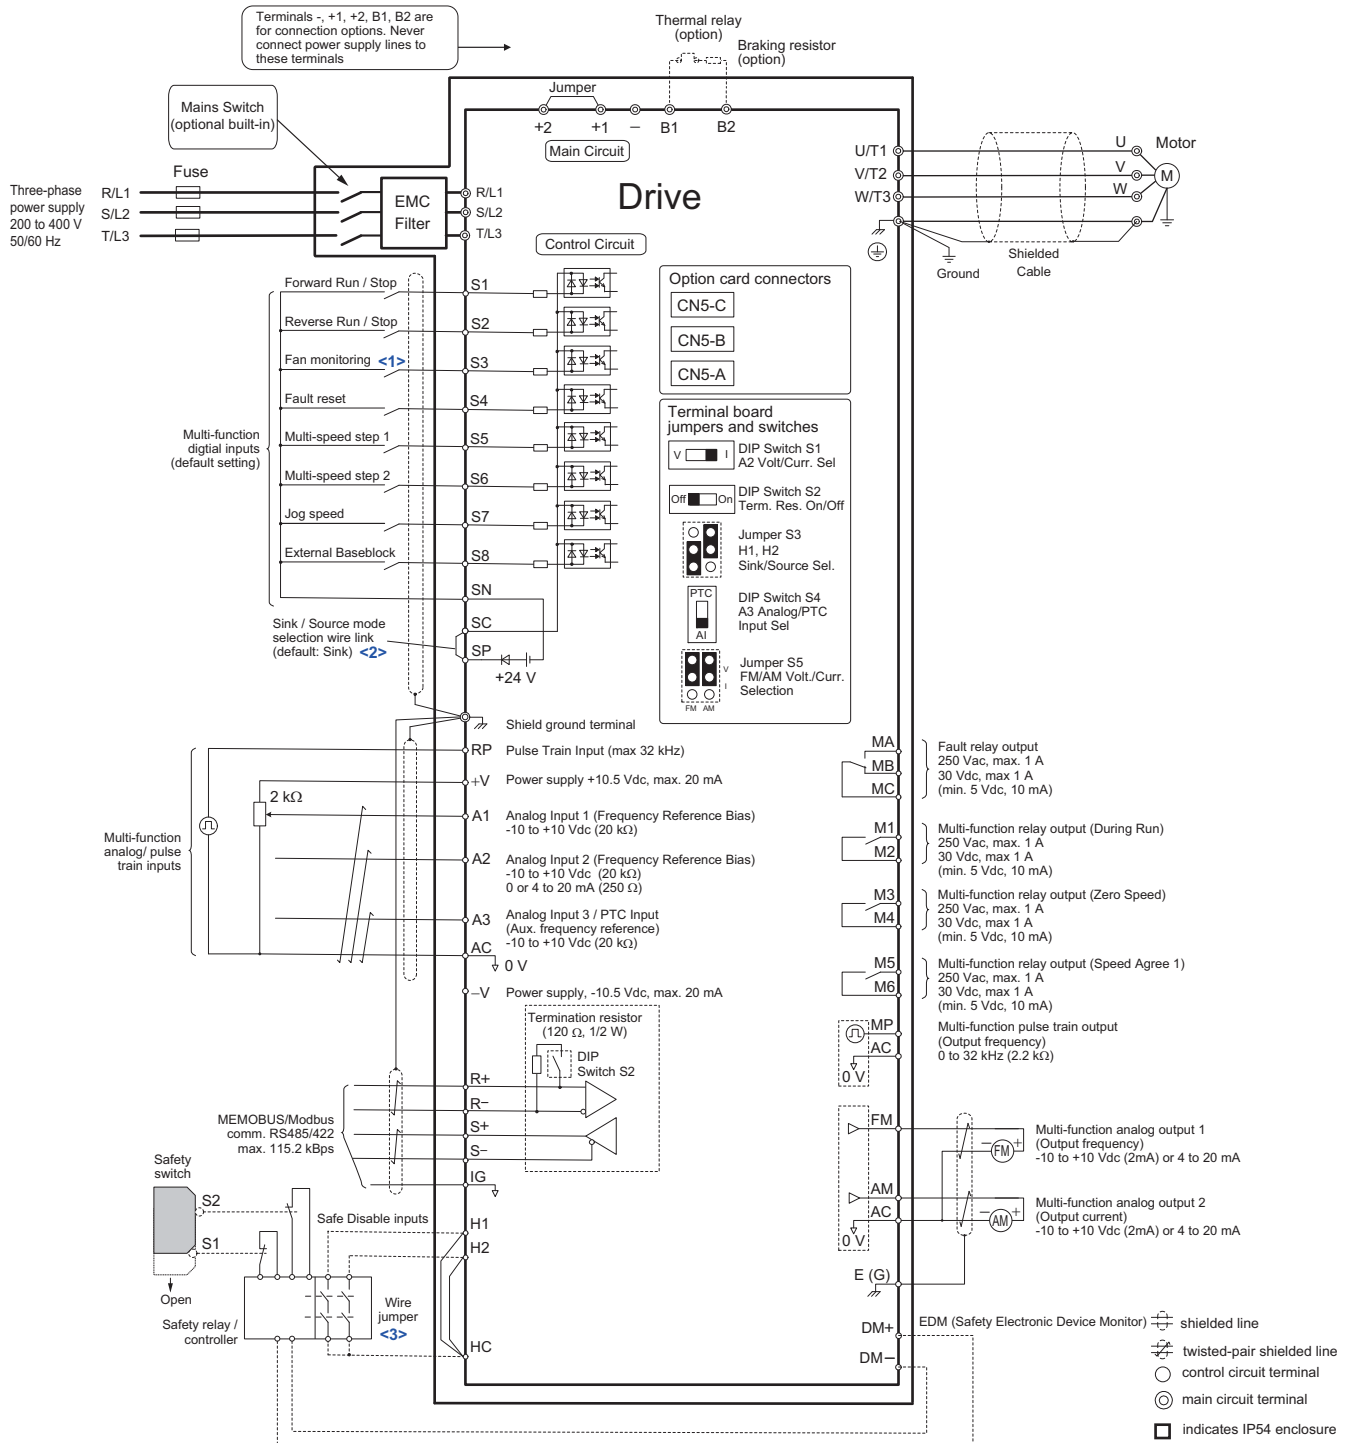 Terminals -, +1, +2, B1, B2 are
for connection options. Never
connect power supply lines to
these terminals
Thermal relay
(option)
Braking resistor
(option)
Mains Switch
(optional built-in)
Jumper
+2
+1
−
B1
B2
Main Circuit
Drive
Fuse
Three-phase
power supply
200 to 400 V
50/60 Hz
R/L1
S/L2
T/L3
EMC
Filter
R/L1
S/L2
T/L3
U/T1
V/T2
W/T3
U
V
W
Motor
M
Ground
Shielded
Cable
Control Circuit
Multi-function
digtial inputs
(default setting)
Forward Run / Stop
S1
Reverse Run / Stop
S2
Fan monitoring <1>
S3
Fault reset
S4
Multi-speed step 1
S5
Multi-speed step 2
S6
Jog speed
S7
External Baseblock
S8
SN
SC
SP
+24 V
Sink / Source mode
selection wire link
(default: Sink) <2>
Option card connectors
CN5-C
CN5-B
CN5-A
Terminal board
jumpers and switches
V
I
DIP Switch S1
A2 Volt/Curr. Sel
Off
On
DIP Switch S2
Term. Res. On/Off
Jumper S3
H1, H2
Sink/Source Sel.
PTC
AI
DIP Switch S4
A3 Analog/PTC
Input Sel
V
I
FM AM
Jumper S5
FM/AM Volt./Curr.
Selection
Shield ground terminal
Multi-function
analog/ pulse
train inputs
2 kΩ
RP
Pulse Train Input (max 32 kHz)
+V
Power supply +10.5 Vdc, max. 20 mA
A1
Analog Input 1 (Frequency Reference Bias)
-10 to +10 Vdc (20 kΩ)
A2
Analog Input 2 (Frequency Reference Bias)
-10 to +10 Vdc (20 kΩ)
0 or 4 to 20 mA (250 Ω)
A3
Analog Input 3 / PTC Input
(Aux. frequency reference)
-10 to +10 Vdc (20 kΩ)
AC
0 V
−V
Power supply, -10.5 Vdc, max. 20 mA
MA
MB
MC
Fault relay output
250 Vac, max. 1 A
30 Vdc, max 1 A
(min. 5 Vdc, 10 mA)
M1
M2
Multi-function relay output (During Run)
250 Vac, max. 1 A
30 Vdc, max 1 A
(min. 5 Vdc, 10 mA)
M3
M4
Multi-function relay output (Zero Speed)
250 Vac, max. 1 A
30 Vdc, max 1 A
(min. 5 Vdc, 10 mA)
M5
M6
Multi-function relay output (Speed Agree 1)
250 Vac, max. 1 A
30 Vdc, max 1 A
(min. 5 Vdc, 10 mA)
MP
AC
0 V
Multi-function pulse train output
(Output frequency)
0 to 32 kHz (2.2 kΩ)
Termination resistor
(120 Ω, 1/2 W)
DIP
Switch S2
MEMOBUS/Modbus
comm. RS485/422
max. 115.2 kBps
R+
R−
S+
S−
IG
FM
− +
FM
Multi-function analog output 1
(Output frequency)
-10 to +10 Vdc (2mA) or 4 to 20 mA
AM
AC
0 V
− +
AM
Multi-function analog output 2
(Output current)
-10 to +10 Vdc (2mA) or 4 to 20 mA
E (G)
Safety
switch
S2
S1
Open
Safety relay /
controller
Safe Disable inputs
Wire
jumper
<3>
H1
H2
HC
DM+
DM−
EDM (Safety Electronic Device Monitor)
shielded line
twisted-pair shielded line
control circuit terminal
main circuit terminal
indicates IP54 enclosure